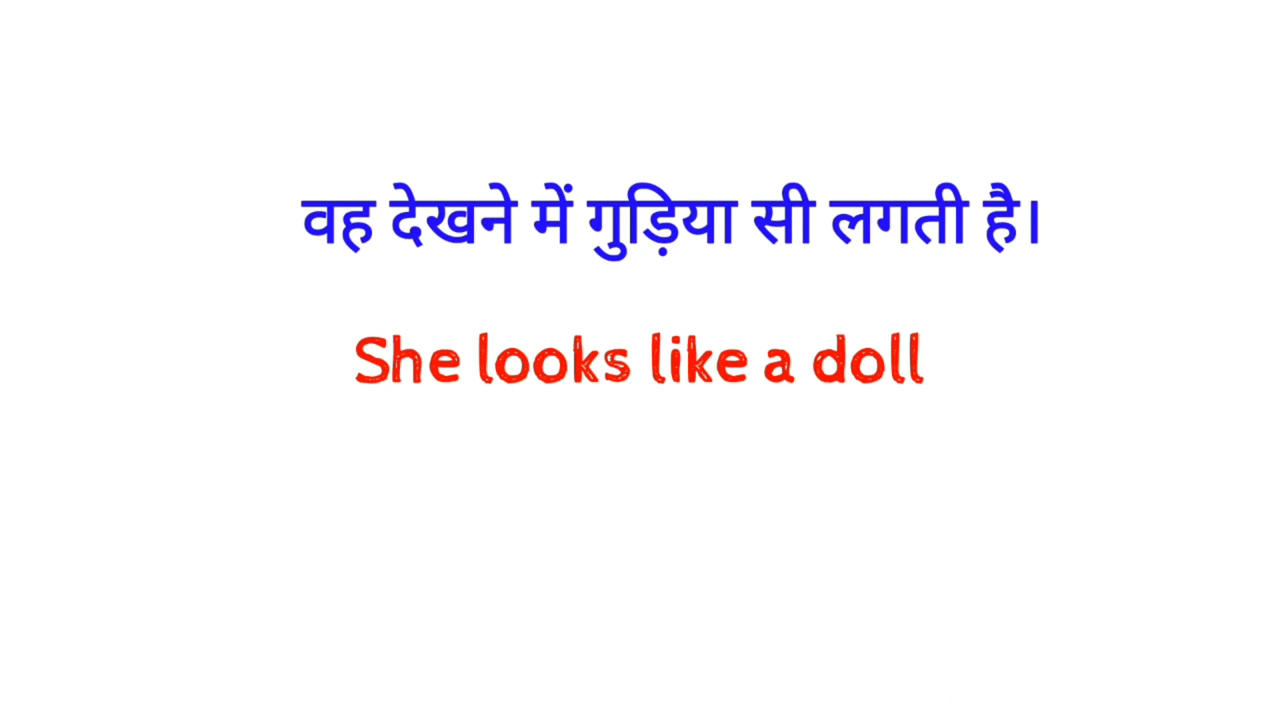 वह देखने में गुड़िया सी लगती है।
She looks like a doll